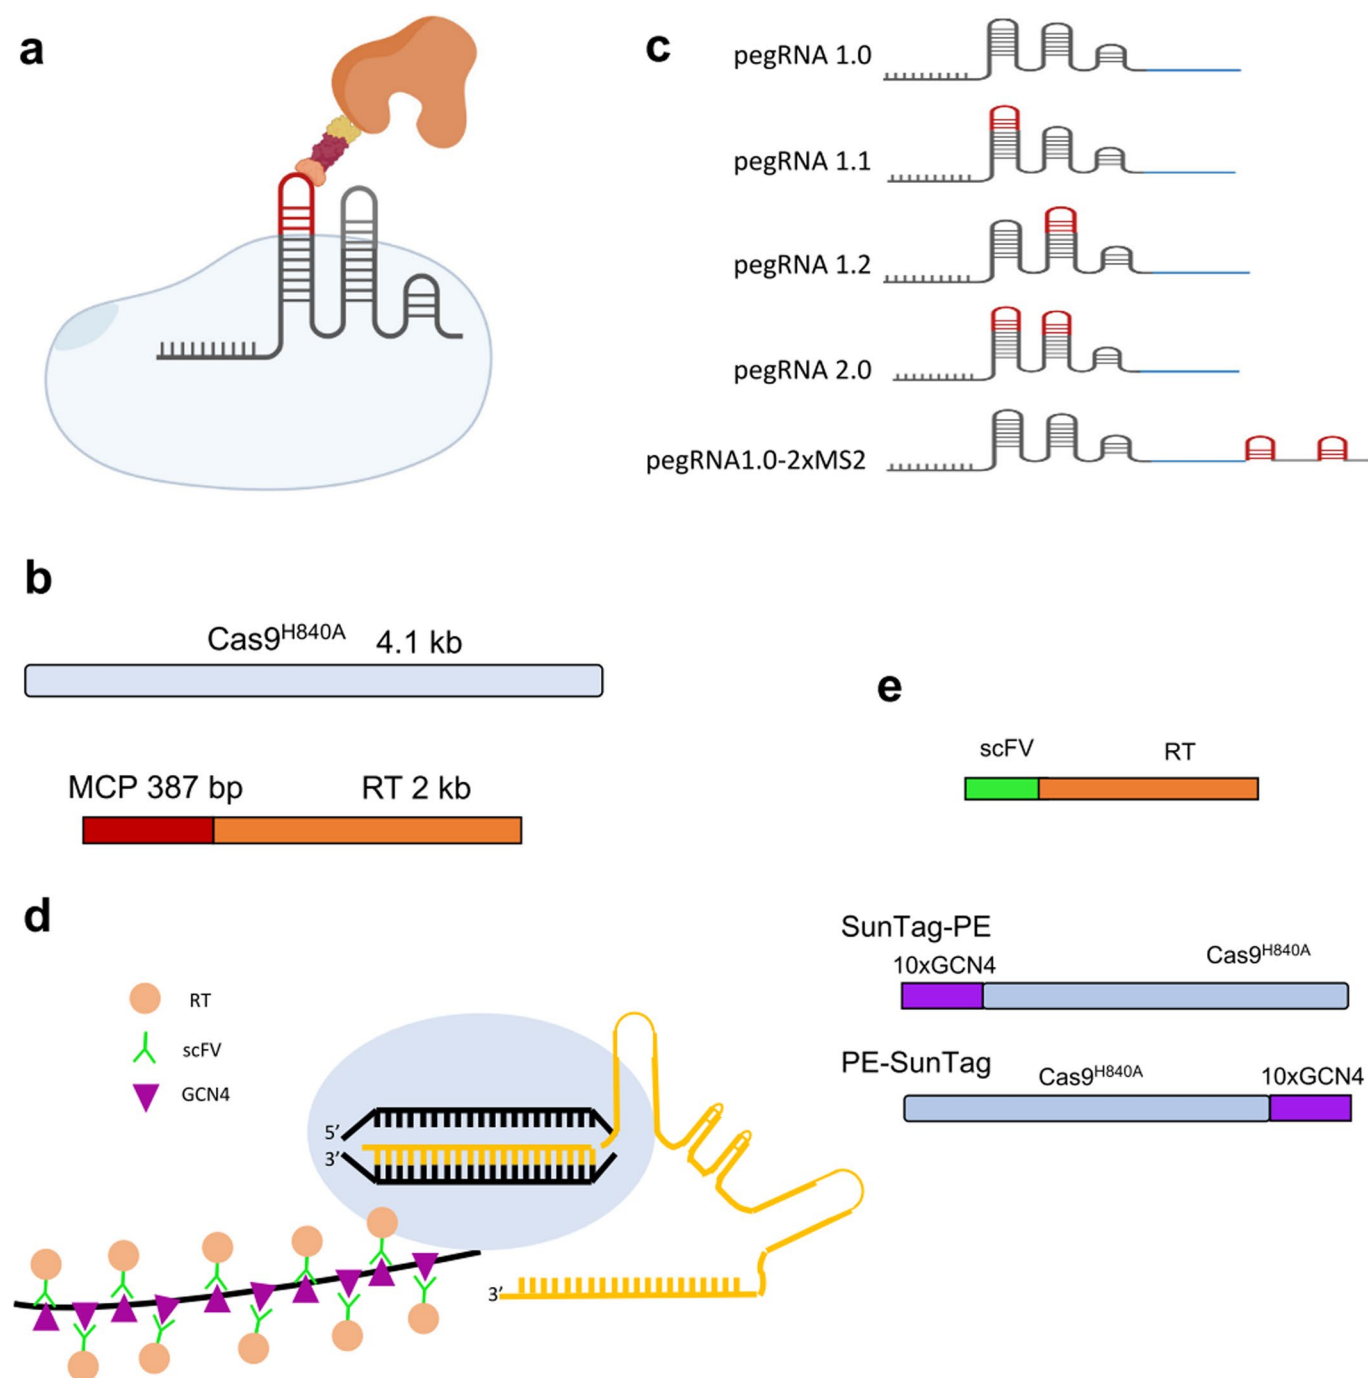 a
c
pegRNA 1.0
pegRNA 1.1
pegRNA 1.2
pegRNA 2.0
pegRNA1.0-2xMS2
b
Cas9H840A 4.1 kb
MCP 387 bp RT 2 kb
e
scFV RT
SunTag-PE
10xGCN4 Cas9H840A
PE-SunTag
Cas9H840A 10xGCN4
d
RT
scFV
GCN4
5’
3’
3’